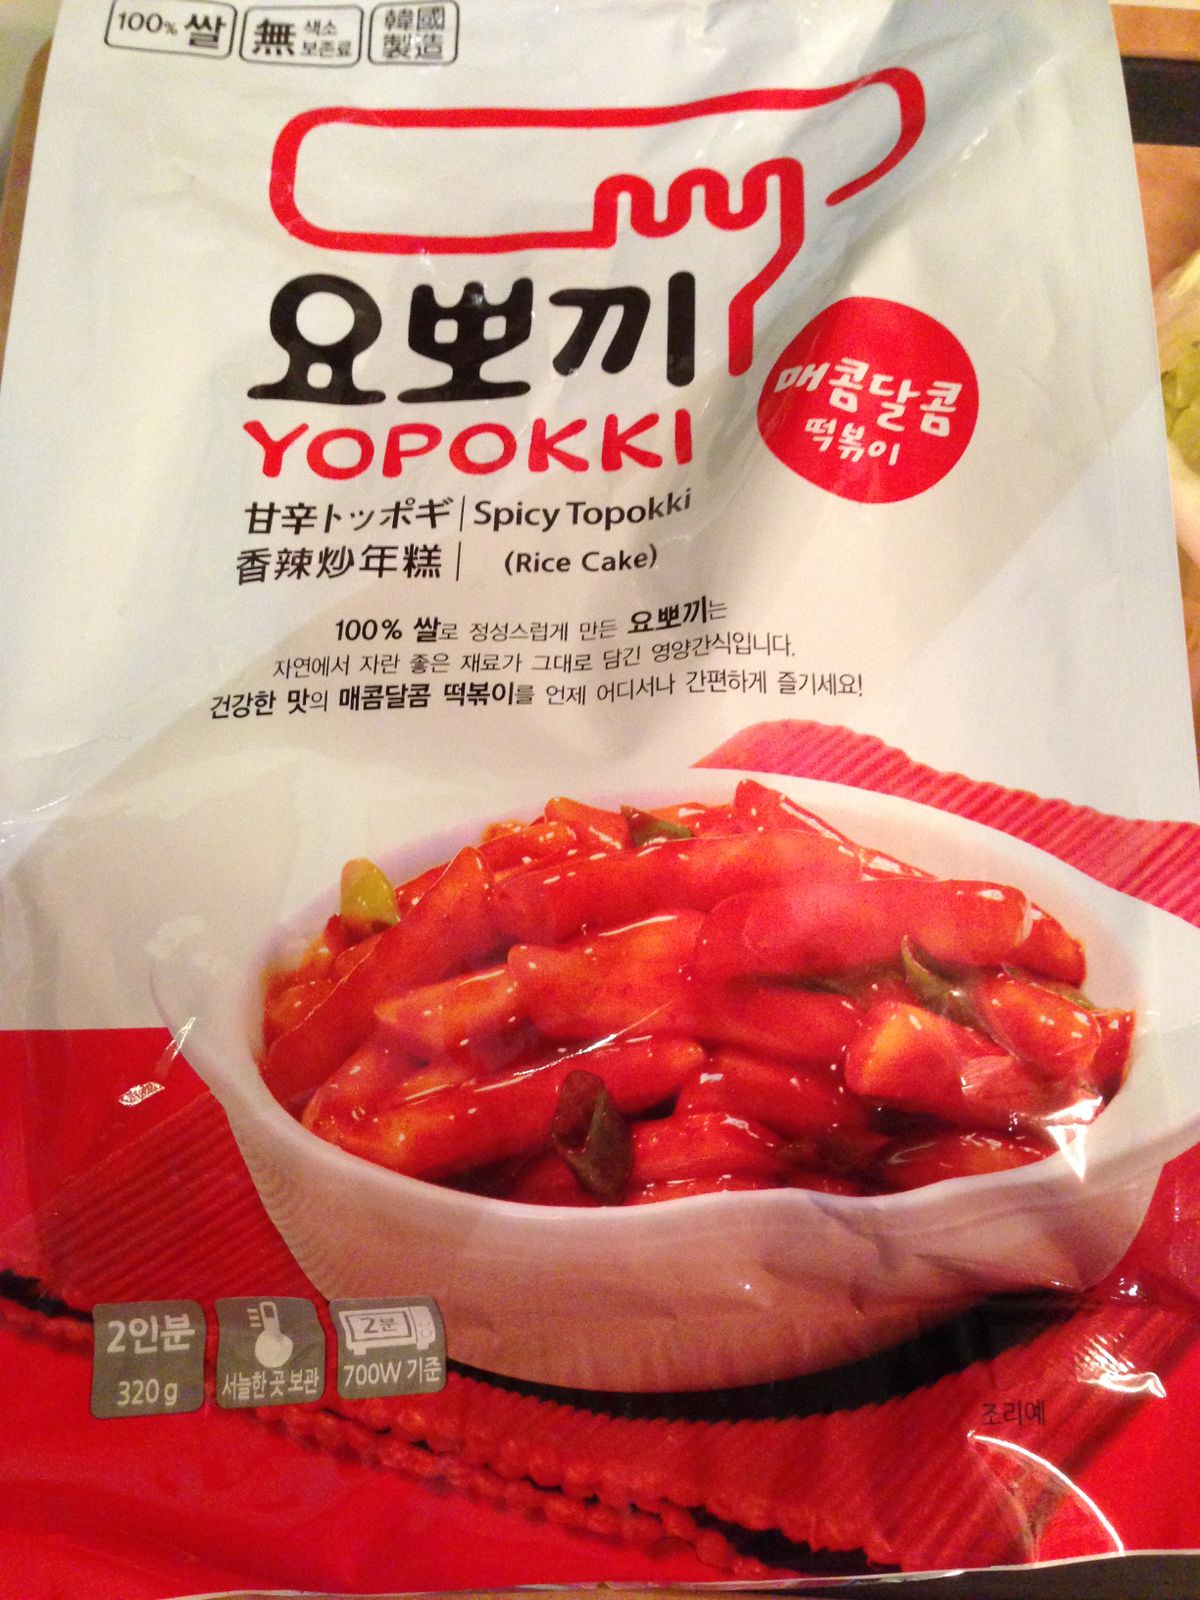 100% 쌀
無 색소 보존료
韓國製造
요뽀끼
YOPOKKI
매콤달콤
떡볶이
甘辛トッポギ | Spicy Topokki
香辣炒年糕 | (Rice Cake)
100% 쌀로 정성스럽게 만든 요뽀끼는
자연에서 자란 좋은 재료가 그대로 담긴 영양간식입니다.
건강한 맛의 매콤달콤 떡볶이를 언제 어디서나 간편하게 즐기세요!
2인분
320g
서늘한 곳 보관
2분
700W 기준
조리예